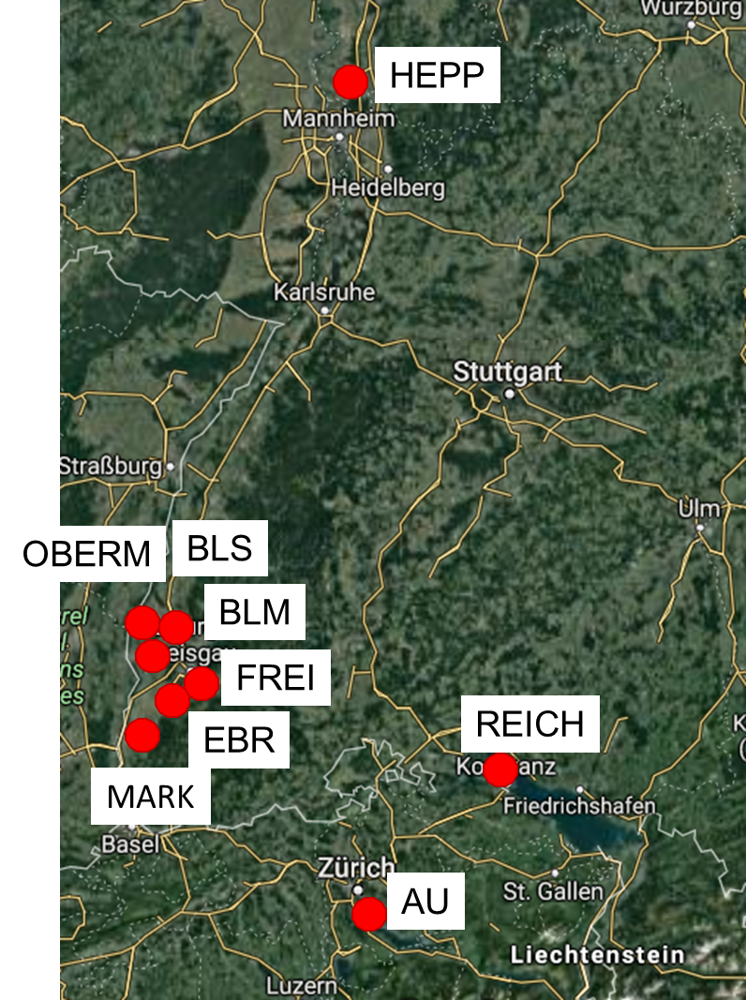 Würzburg
HEPP
Mannheim
Heidelberg
Karlsruhe
Stuttgart
Straßburg
Ulm
OBERM
BLS
BLM
FREI
EBR
MARK
REICH
Friedrichshafen
Basel
Zürich
AU
St. Gallen
Liechtenstein
Luzern